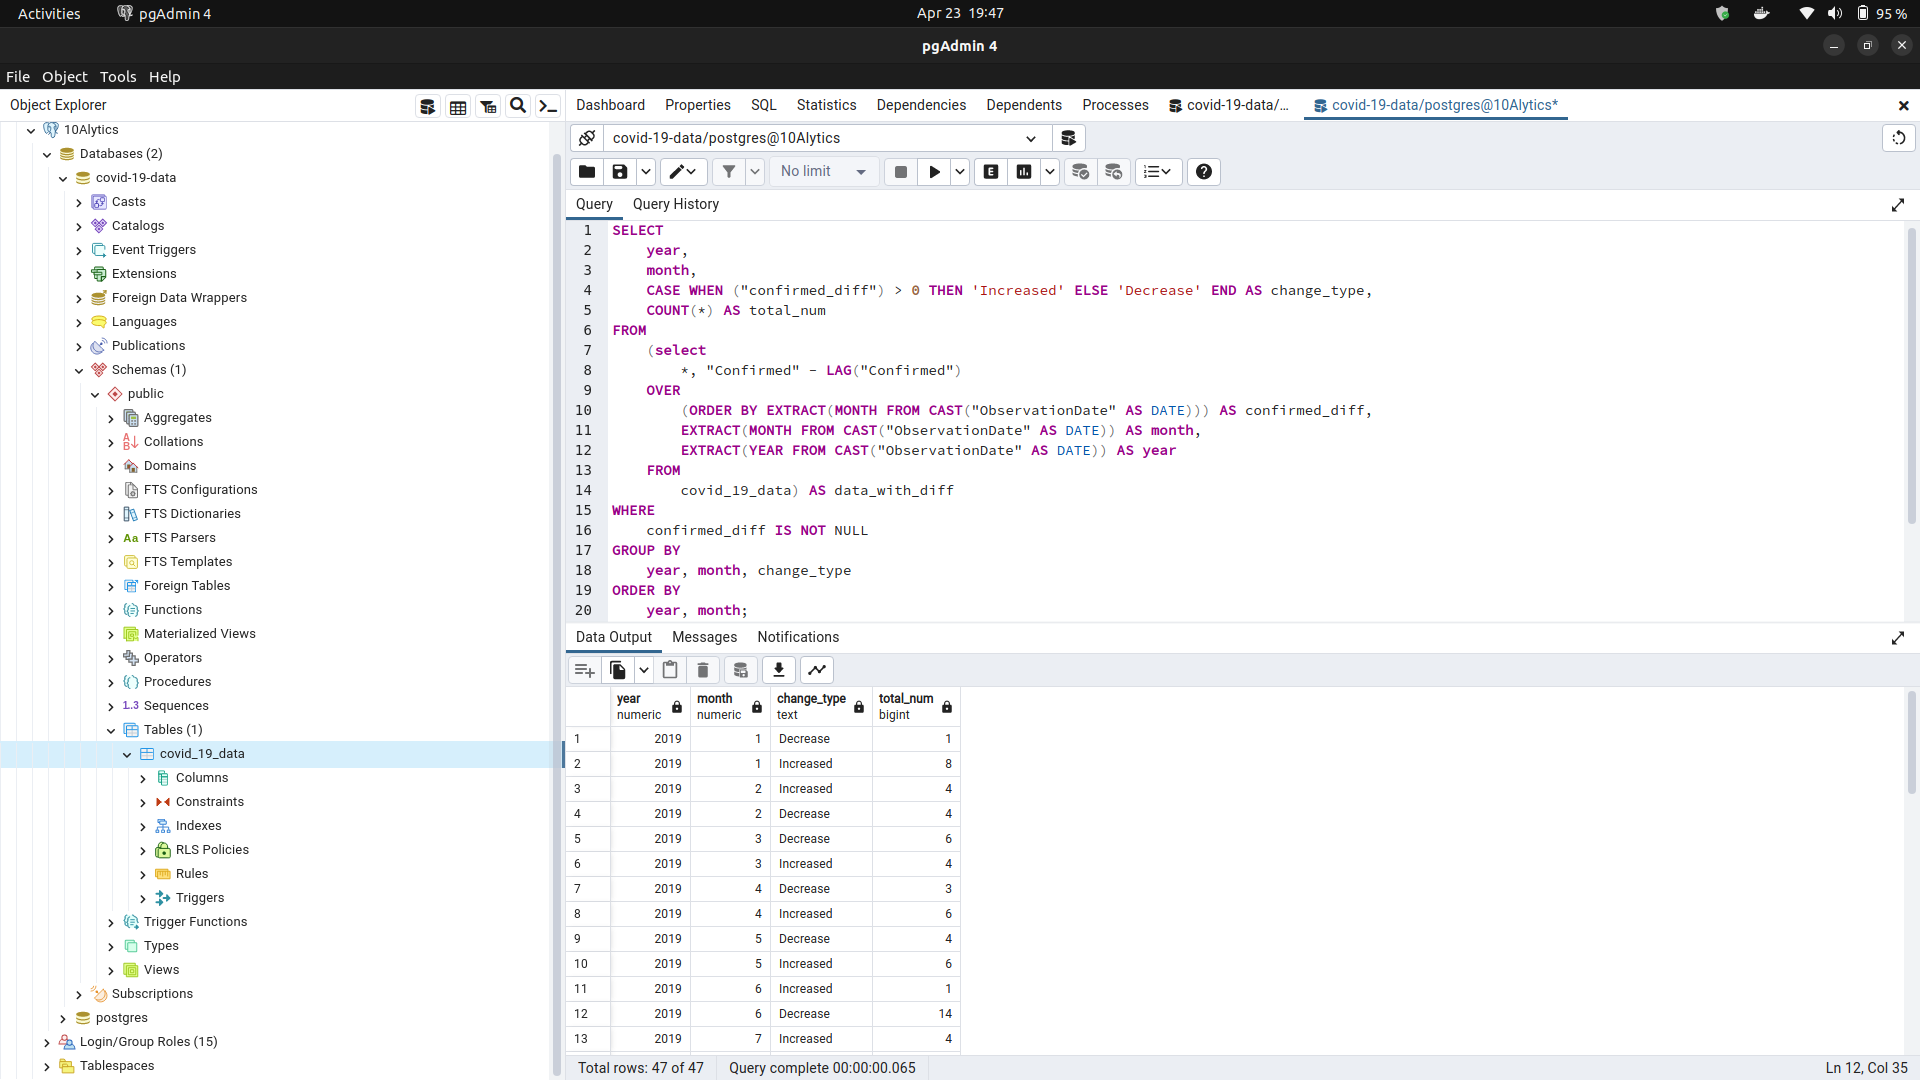 Activities
pgAdmin 4
Apr 23 19:47
95 %
pgAdmin 4
File Object Tools Help
Object Explorer
10Alytics
Databases (2)
covid-19-data
Casts
Catalogs
Event Triggers
Extensions
Foreign Data Wrappers
Languages
Publications
Schemas (1)
public
Aggregates
Collations
Domains
FTS Configurations
FTS Dictionaries
Aa FTS Parsers
FTS Templates
Foreign Tables
Functions
Materialized Views
Operators
Procedures
1.3 Sequences
Tables (1)
covid_19_data
Columns
Constraints
Indexes
RLS Policies
Rules
Triggers
Trigger Functions
Types
Views
Subscriptions
postgres
Login/Group Roles (15)
Tablespaces
Dashboard Properties SQL Statistics Dependencies Dependents Processes covid-19-data/... covid-19-data/postgres@10Alytics*
covid-19-data/postgres@10Alytics
No limit
E
Query Query History
1 SELECT
2 year,
3 month,
4 CASE WHEN ("confirmed_diff") > 0 THEN 'Increased' ELSE 'Decrease' END AS change_type,
5 COUNT(*) AS total_num
6 FROM
7 (select
8 *, "Confirmed" - LAG("Confirmed")
9 OVER
10 (ORDER BY EXTRACT(MONTH FROM CAST("ObservationDate" AS DATE))) AS confirmed_diff,
11 EXTRACT(MONTH FROM CAST("ObservationDate" AS DATE)) AS month,
12 EXTRACT(YEAR FROM CAST("ObservationDate" AS DATE)) AS year
13 FROM
14 covid_19_data) AS data_with_diff
15 WHERE
16 confirmed_diff IS NOT NULL
17 GROUP BY
18 year, month, change_type
19 ORDER BY
20 year, month;
Data Output Messages Notifications
year month change_type total_num
numeric numeric text bigint
1 2019 1 Decrease 1
2 2019 1 Increased 8
3 2019 2 Increased 4
4 2019 2 Decrease 4
5 2019 3 Decrease 6
6 2019 3 Increased 4
7 2019 4 Decrease 3
8 2019 4 Increased 6
9 2019 5 Decrease 4
10 2019 5 Increased 6
11 2019 6 Increased 1
12 2019 6 Decrease 14
13 2019 7 Increased 4
Total rows: 47 of 47
Query complete 00:00:00.065
Ln 12, Col 35